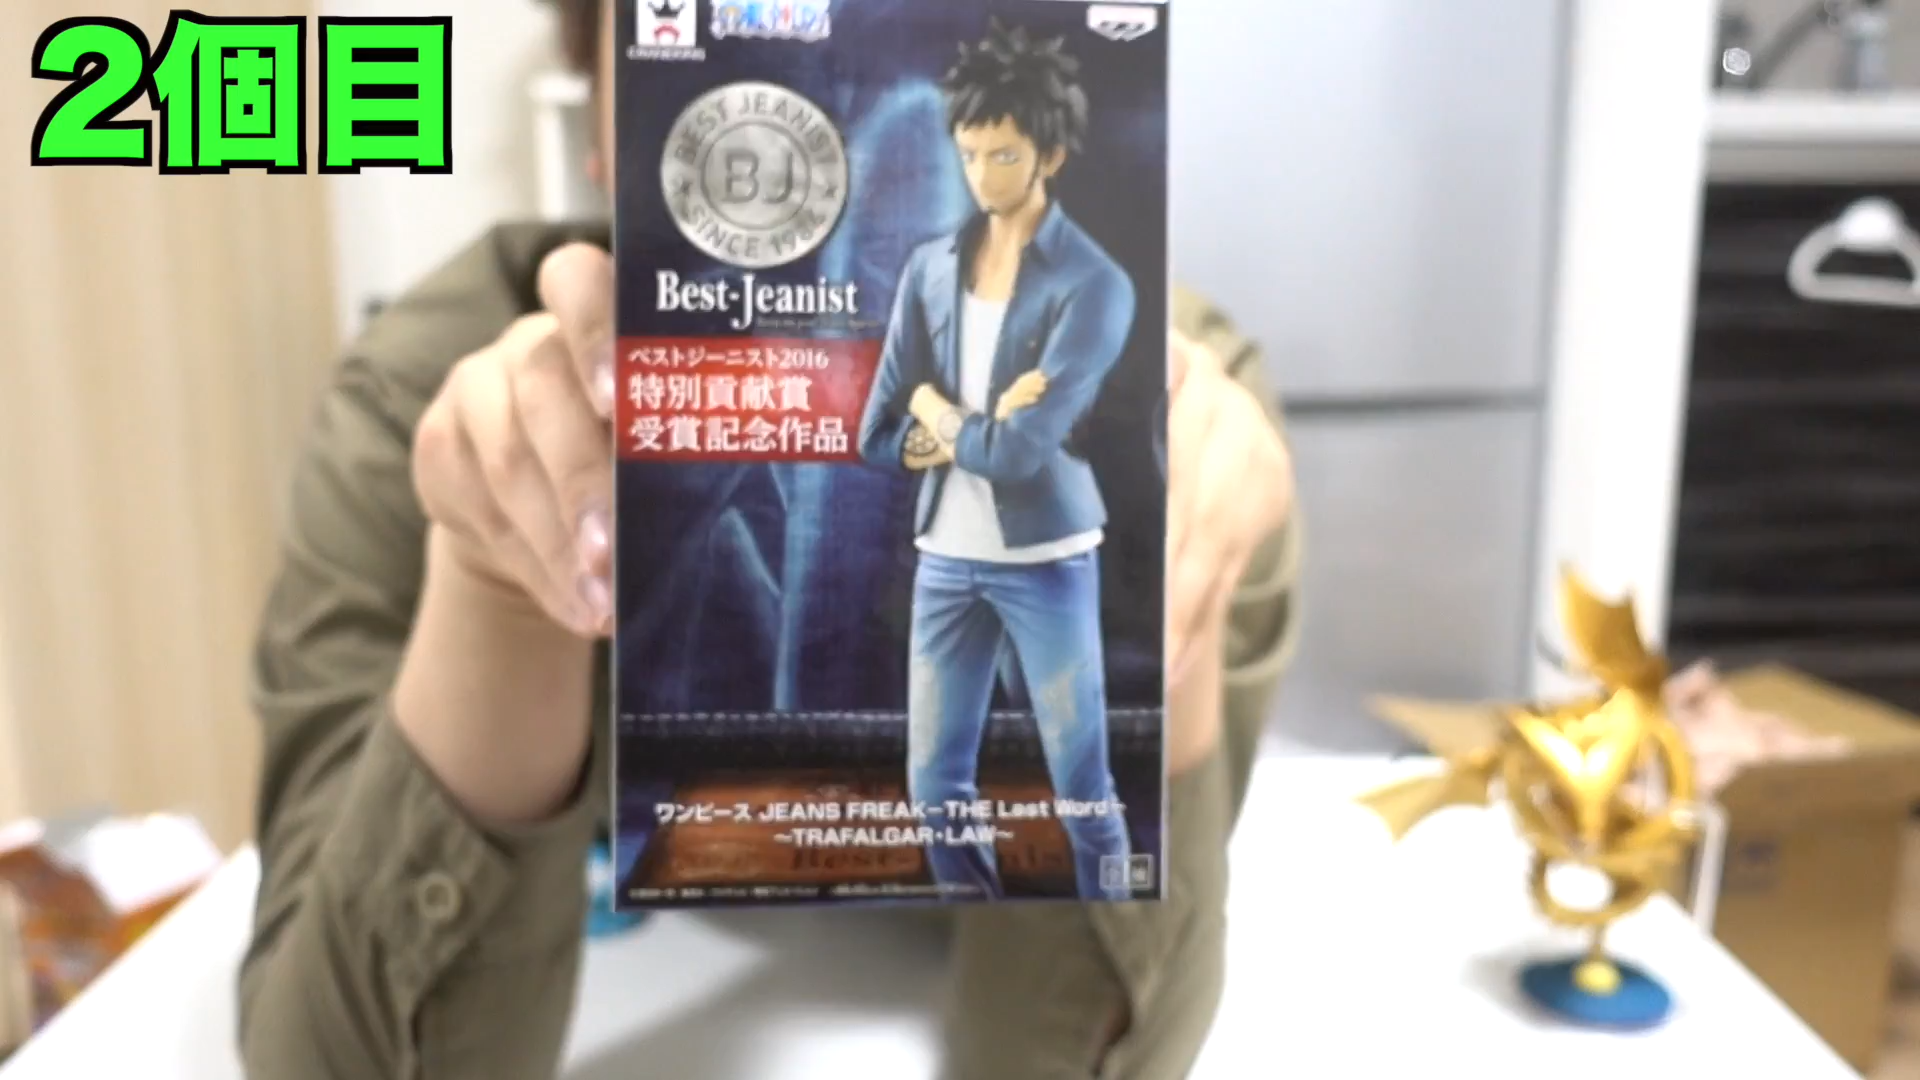 2個目
BEST JEANIST
BJ
SINCE 1984
Best-Jeanist
ベストジーニスト2016
特別貢献賞
受賞記念作品
ワンピース JEANS FREAK－THE Last Word－
～TRAFALGAR・LAW～